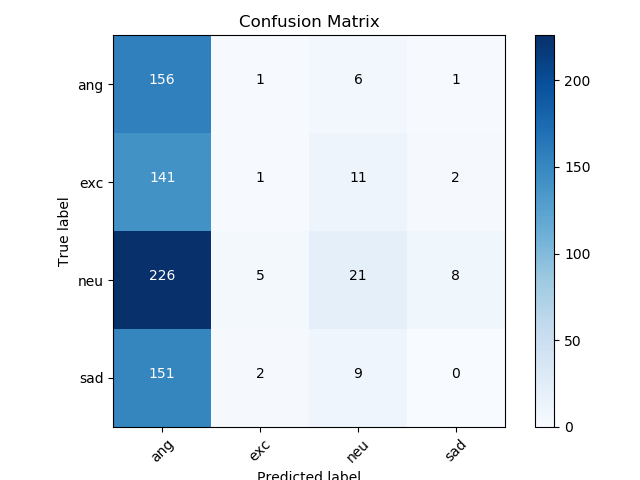 Confusion Matrix
ang 156 1 6 1
exc 141 1 11 2
neu 226 5 21 8
sad 151 2 9 0
ang exc neu sad
True label
Predicted label
200
150
100
50
0